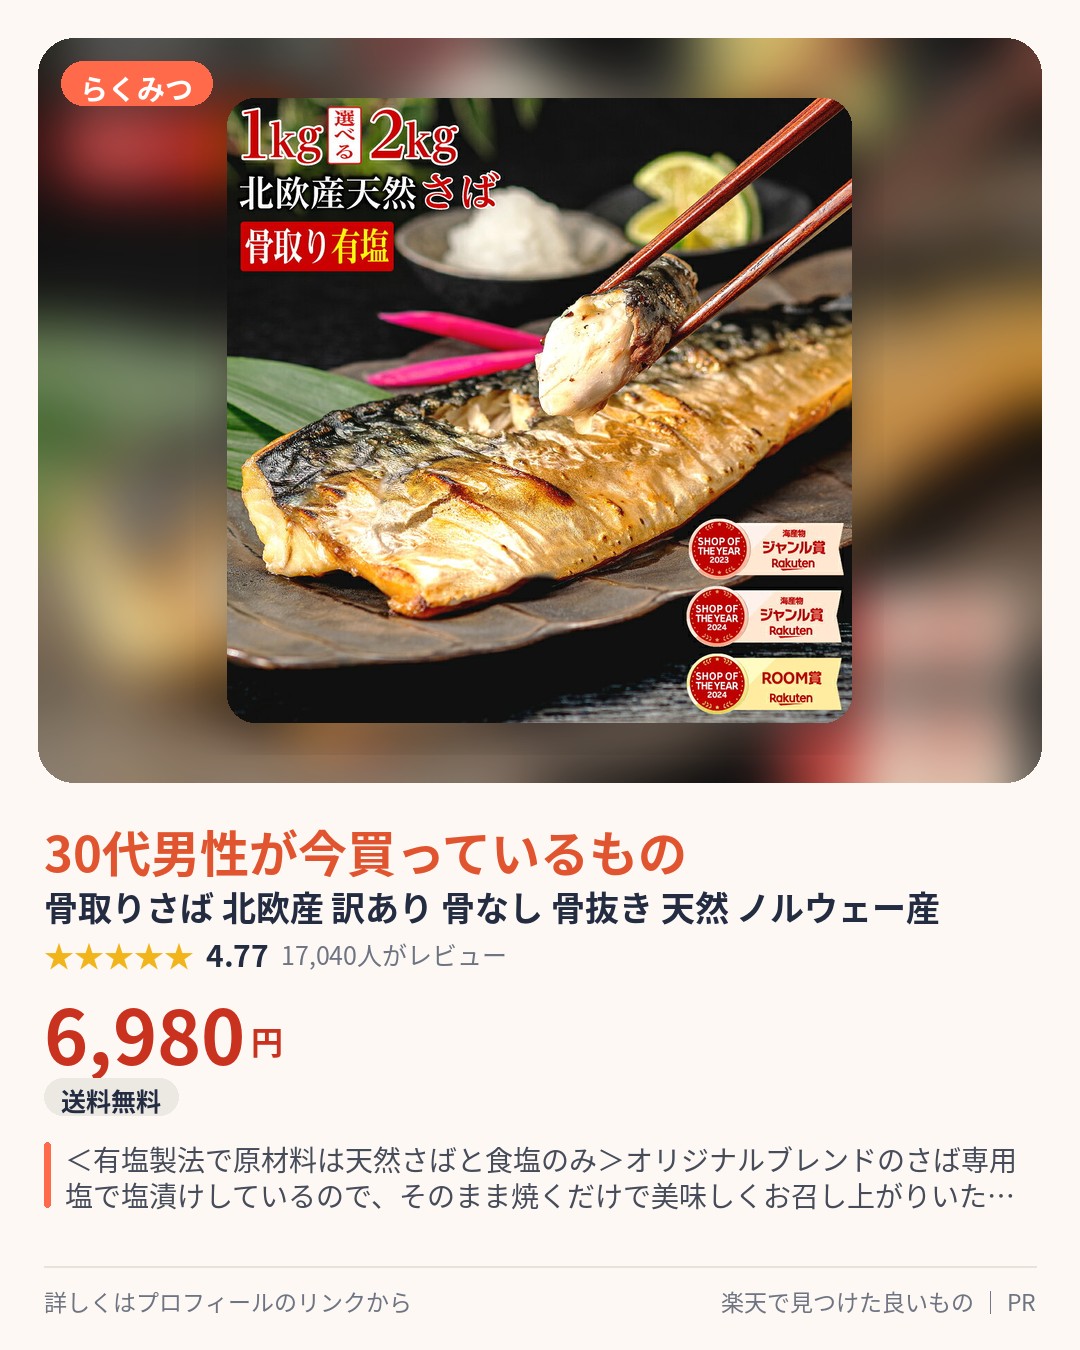 らくみつ
1kg 選べる 2kg
北欧産天然さば
骨取り有塩
SHOP OF THE YEAR 2023 海産物 ジャンル賞 Rakuten
SHOP OF THE YEAR 2024 海産物 ジャンル賞 Rakuten
SHOP OF THE YEAR 2024 ROOM賞 Rakuten
30代男性が今買っているもの
骨取りさば 北欧産 訳あり 骨なし 骨抜き 天然 ノルウェー産
★★★★★ 4.77 17,040人がレビュー
6,980円
送料無料
＜有塩製法で原材料は天然さばと食塩のみ＞オリジナルブレンドのさば専用
塩で塩漬けしているので、そのまま焼くだけで美味しくお召し上がりいた…
詳しくはプロフィールのリンクから
楽天で見つけた良いもの｜PR